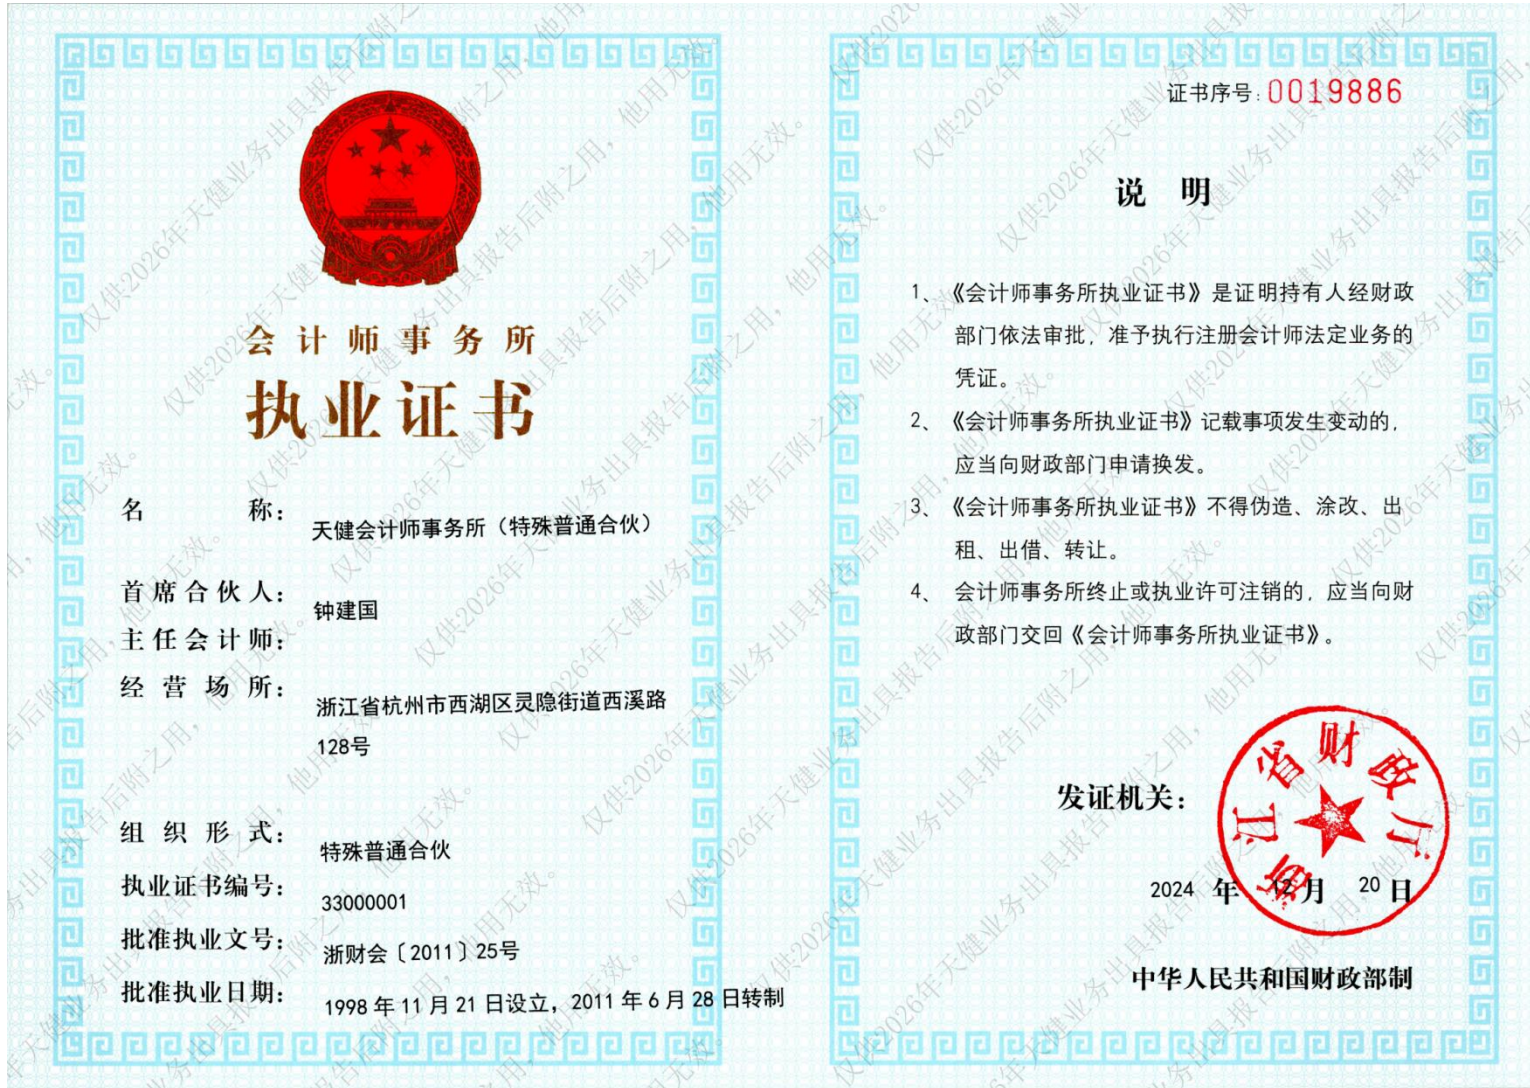 会计师事务所
执业证书
名称：
天健会计师事务所（特殊普通合伙）
首席合伙人：
钟建国
主任会计师：
经营场所：
浙江省杭州市西湖区灵隐街道西溪路
128号
组织形式：
特殊普通合伙
执业证书编号：
33000001
批准执业文号：
浙财会〔2011〕25号
批准执业日期：
1998年11月21日设立，2011年6月28日转制
证书序号：0019886
说明
1、《会计师事务所执业证书》是证明持有人经财政
部门依法审批，准予执行注册会计师法定业务的
凭证。
2、《会计师事务所执业证书》记载事项发生变动的，
应当向财政部门申请换发。
3、《会计师事务所执业证书》不得伪造、涂改、出
租、出借、转让。
4、会计师事务所终止或执业许可注销的，应当向财
政部门交回《会计师事务所执业证书》。
发证机关：
浙江省财政厅
2024年12月20日
中华人民共和国财政部制
仅供2026年天健业务出具报告后附之用，他用无效。